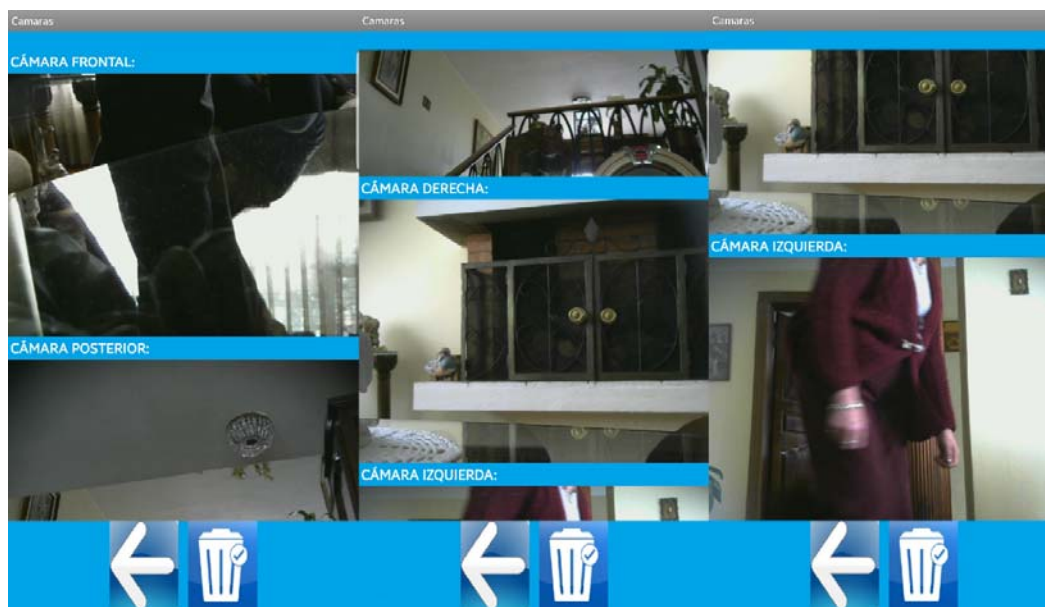 Camaras
CÁMARA FRONTAL:
CÁMARA POSTERIOR:
Camaras
CÁMARA DERECHA:
CÁMARA IZQUIERDA:
Camaras
CÁMARA IZQUIERDA: